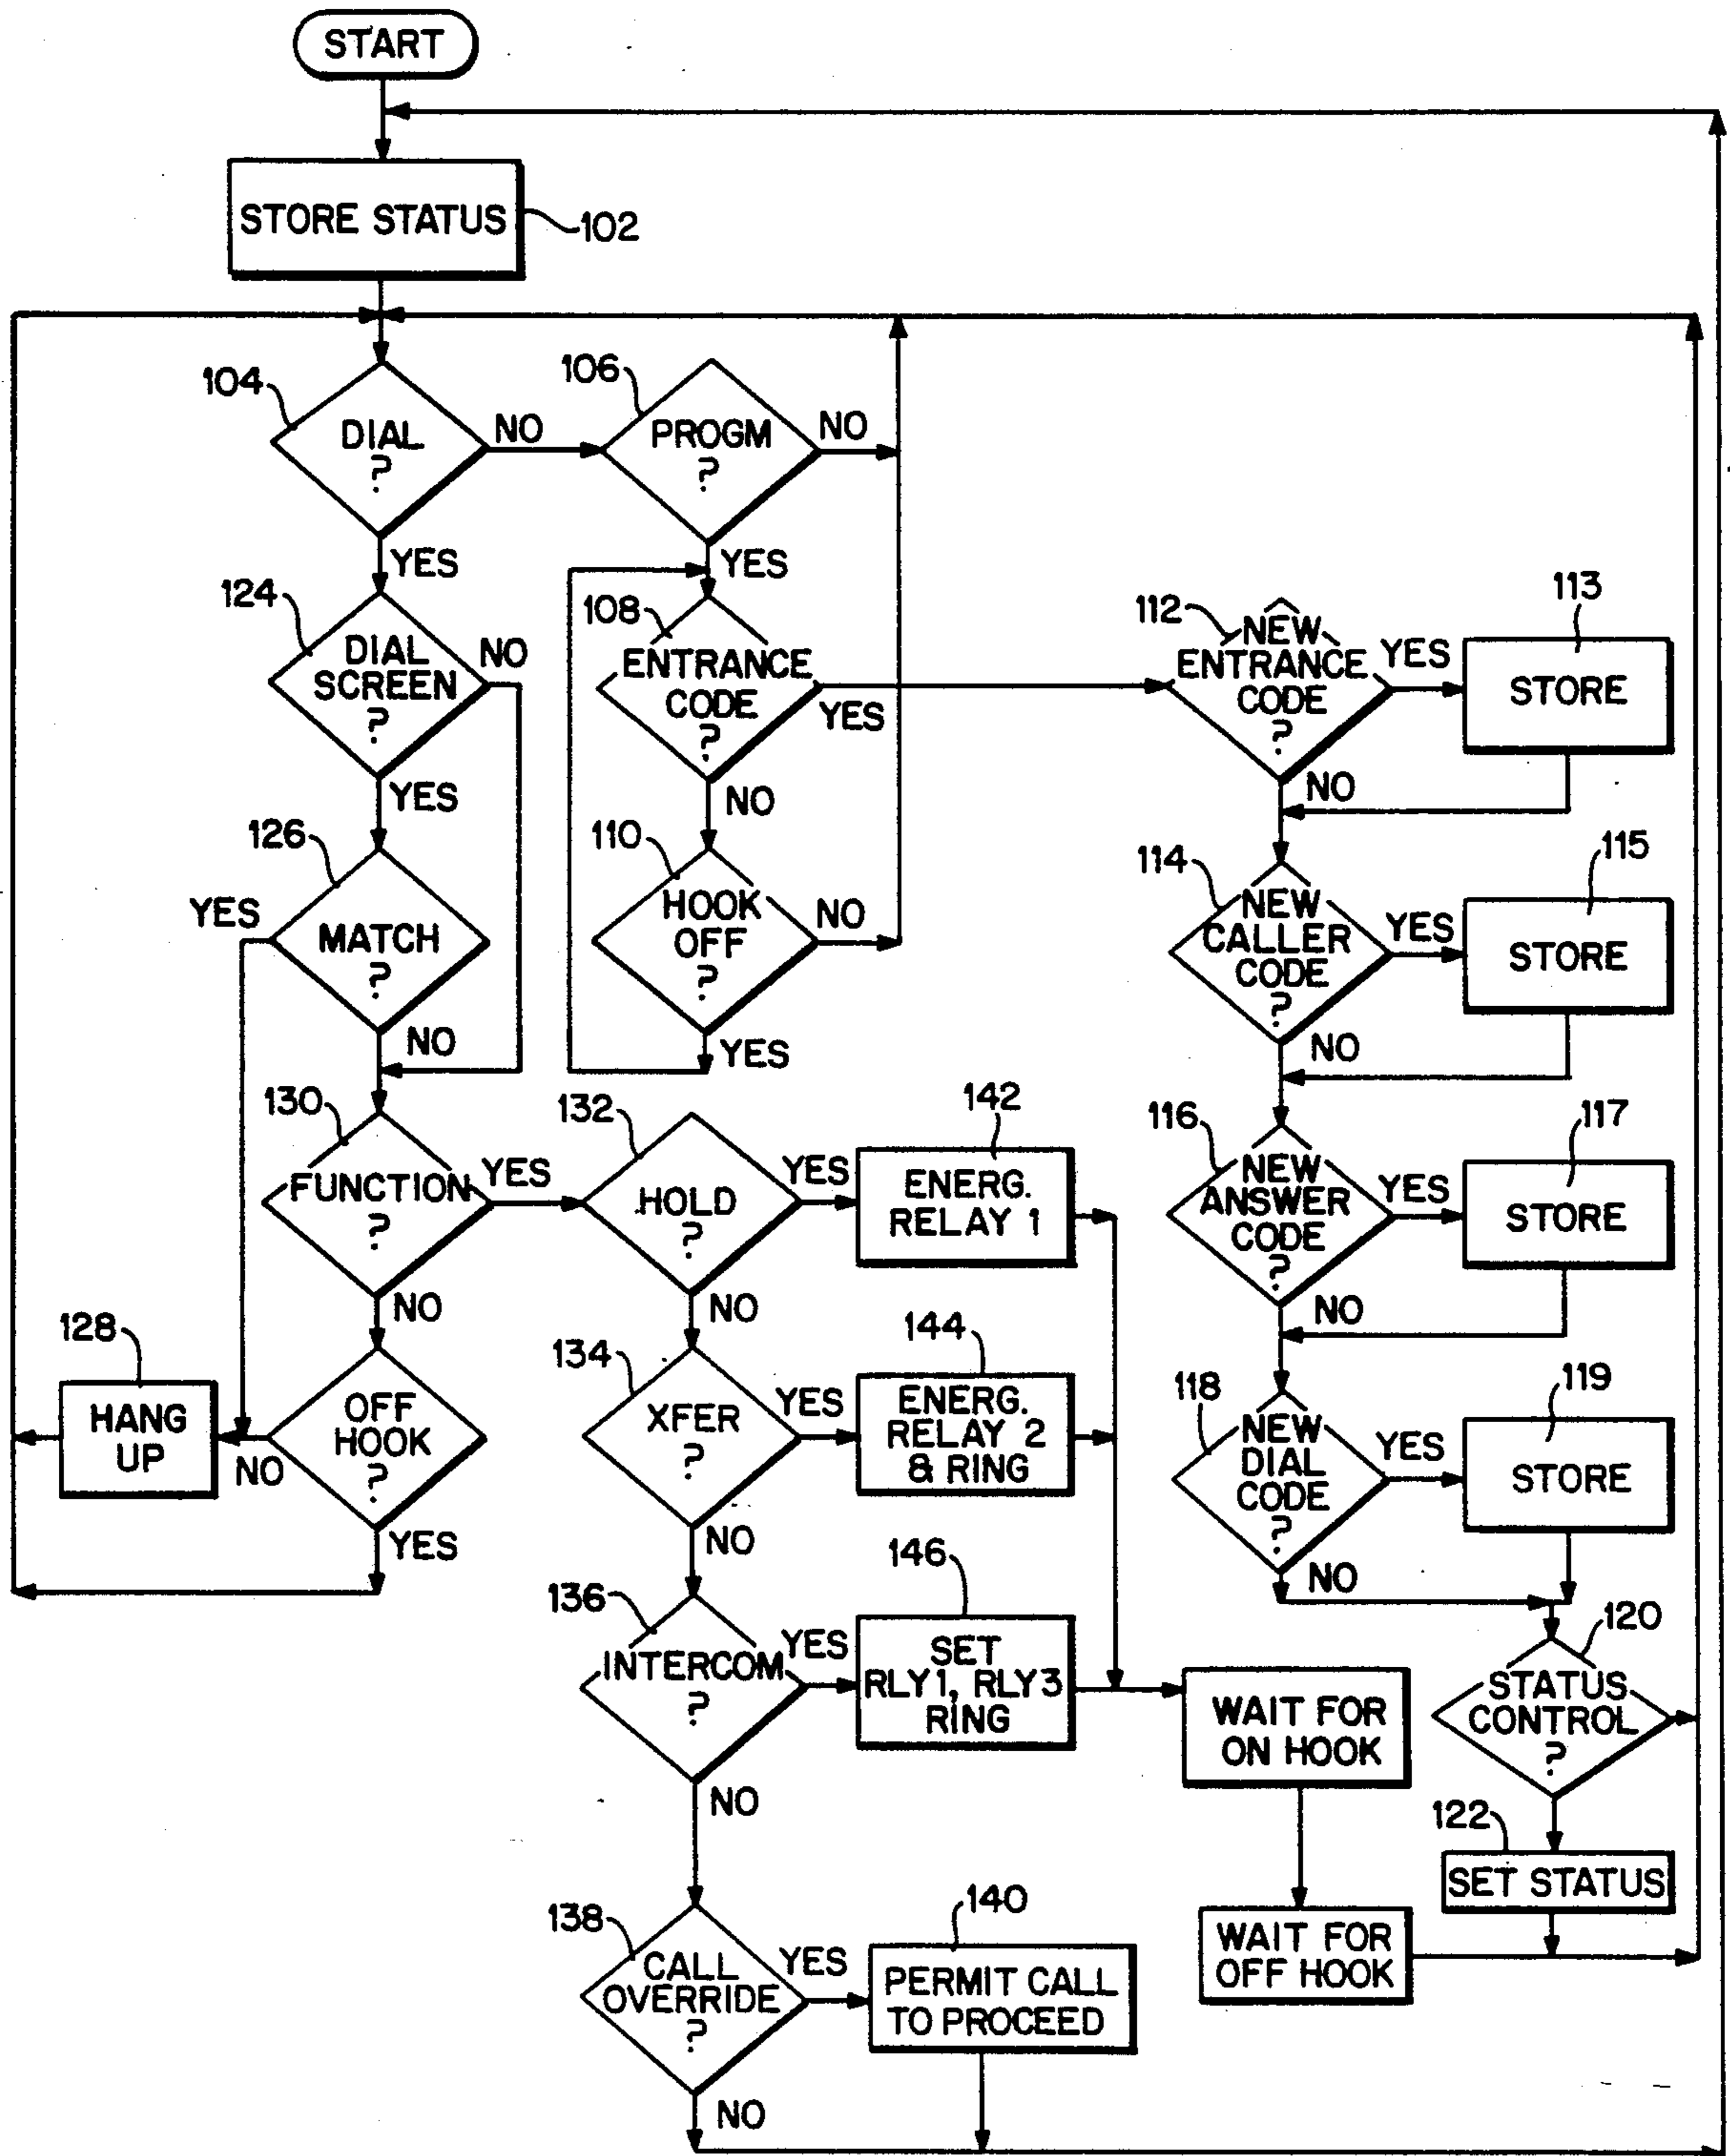 START
STORE STATUS
102
104
DIAL
?
NO
106
PROGM
?
NO
YES
YES
124
DIAL
SCREEN
?
NO
YES
108
ENTRANCE
CODE
?
YES
NO
112
NEW
ENTRANCE
CODE
?
YES
113
STORE
NO
126
MATCH
?
YES
NO
110
HOOK
OFF
?
NO
YES
114
NEW
CALLER
CODE
?
YES
115
STORE
NO
130
FUNCTION
?
YES
NO
132
HOLD
?
YES
NO
142
ENERG.
RELAY 1
116
NEW
ANSWER
CODE
?
YES
117
STORE
NO
128
HANG
UP
OFF
HOOK
?
NO
YES
134
XFER
?
YES
NO
144
ENERG.
RELAY 2
& RING
118
NEW
DIAL
CODE
?
YES
119
STORE
NO
136
INTERCOM
?
YES
NO
146
SET
RLY1, RLY3
RING
WAIT FOR
ON HOOK
120
STATUS
CONTROL
?
122
SET STATUS
WAIT FOR
OFF HOOK
138
CALL
OVERRIDE
?
YES
NO
140
PERMIT CALL
TO PROCEED